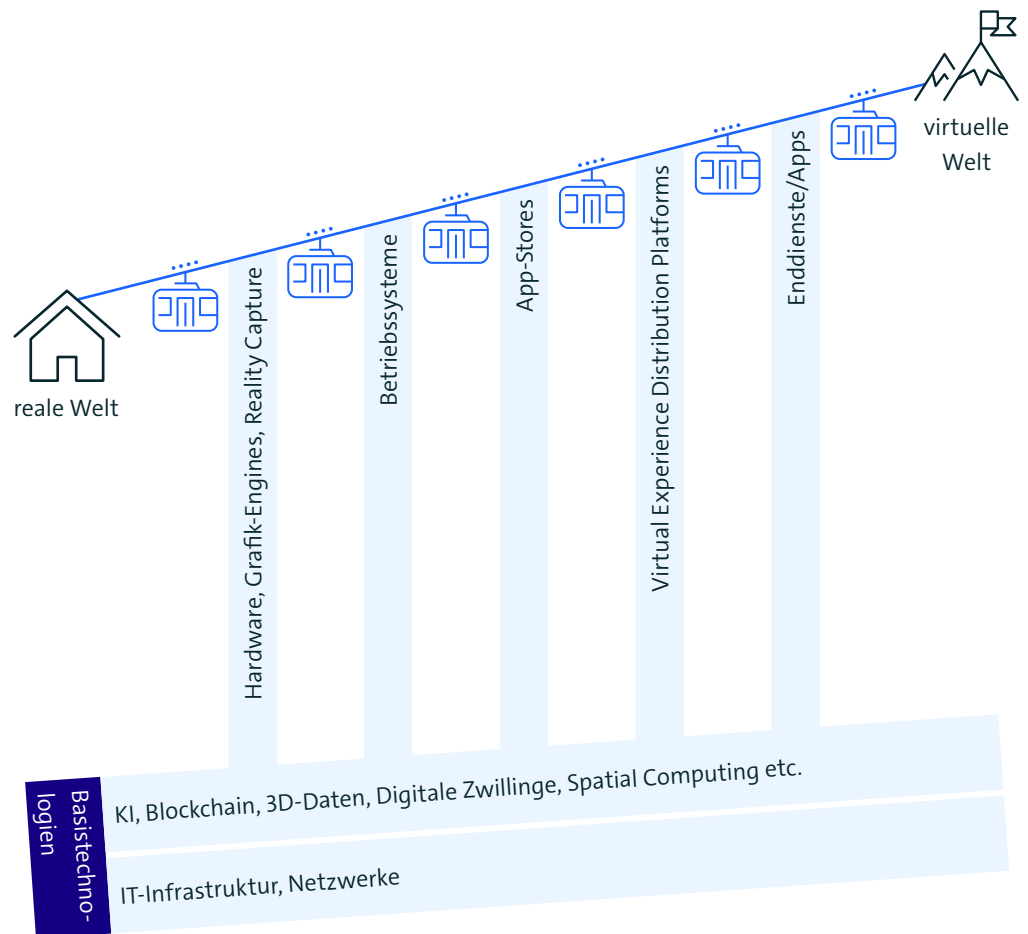 virtuelle
Welt
reale Welt
Hardware, Grafik-Engines, Reality Capture
Betriebssysteme
App-Stores
Virtual Experience Distribution Platforms
Enddienste/Apps
Basistechno-
logien
KI, Blockchain, 3D-Daten, Digitale Zwillinge, Spatial Computing etc.
IT-Infrastruktur, Netzwerke